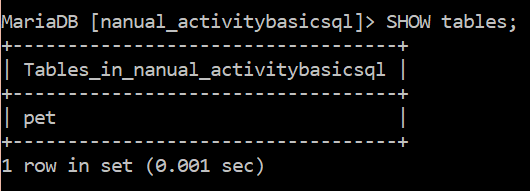 MariaDB [nanual_activitybasicsql]> SHOW tables;
+-----------------------------------+
| Tables_in_nanual_activitybasicsql |
+-----------------------------------+
| pet                               |
+-----------------------------------+
1 row in set (0.001 sec)